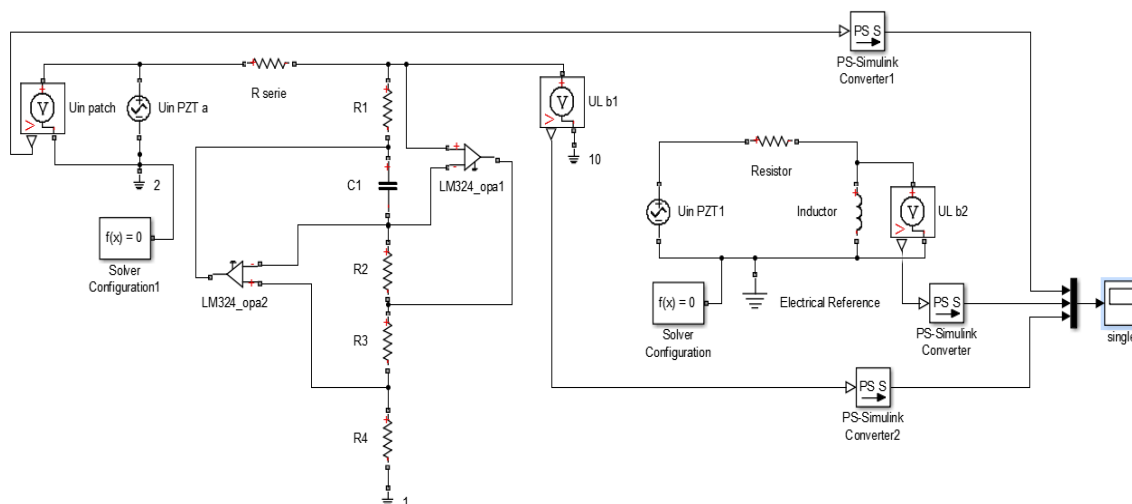 PS S
PS-Simulink
Converter1
V
Uin patch
Uin PZT a
R serie
R1
V
UL b1
10
LM324_opa1
C1
2
f(x) = 0
Solver
Configuration1
LM324_opa2
R2
R3
R4
1
Resistor
Uin PZT1
Inductor
V
UL b2
f(x) = 0
Solver
Configuration
Electrical Reference
PS S
PS-Simulink
Converter
single
PS S
PS-Simulink
Converter2